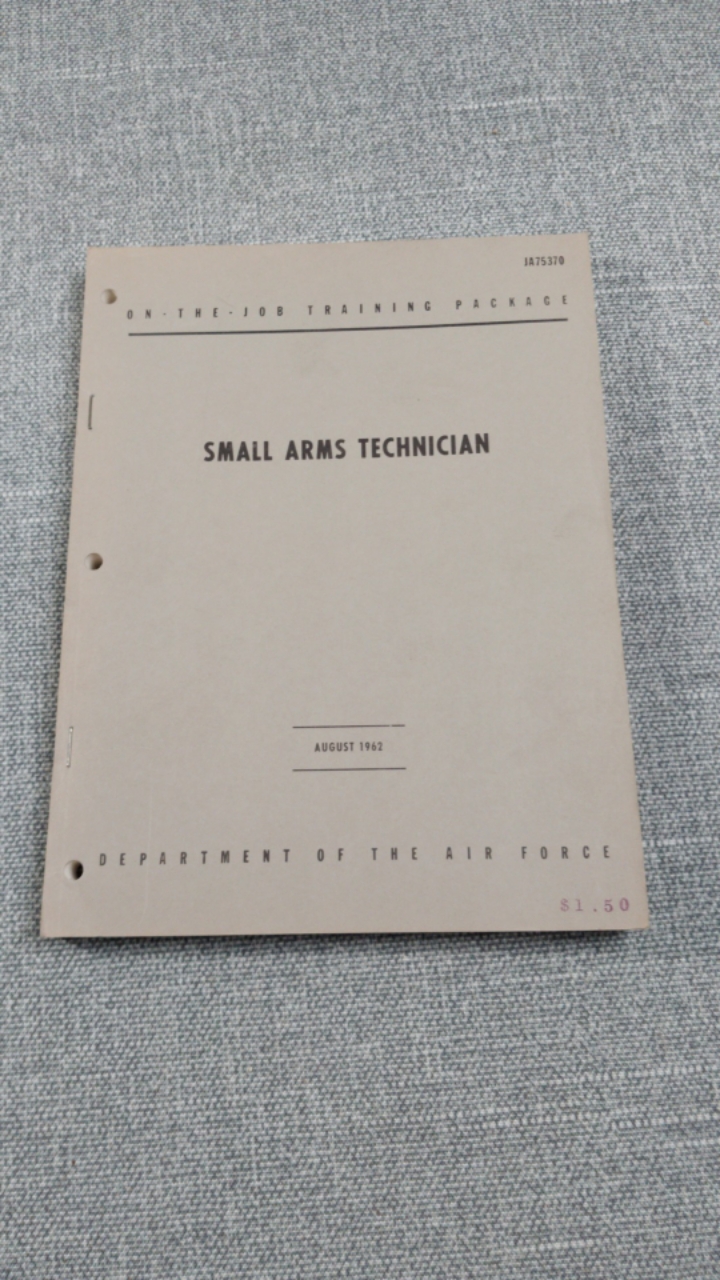 JA75370
ON-THE-JOB TRAINING PACKAGE
SMALL ARMS TECHNICIAN
AUGUST 1962
DEPARTMENT OF THE AIR FORCE
$1.50